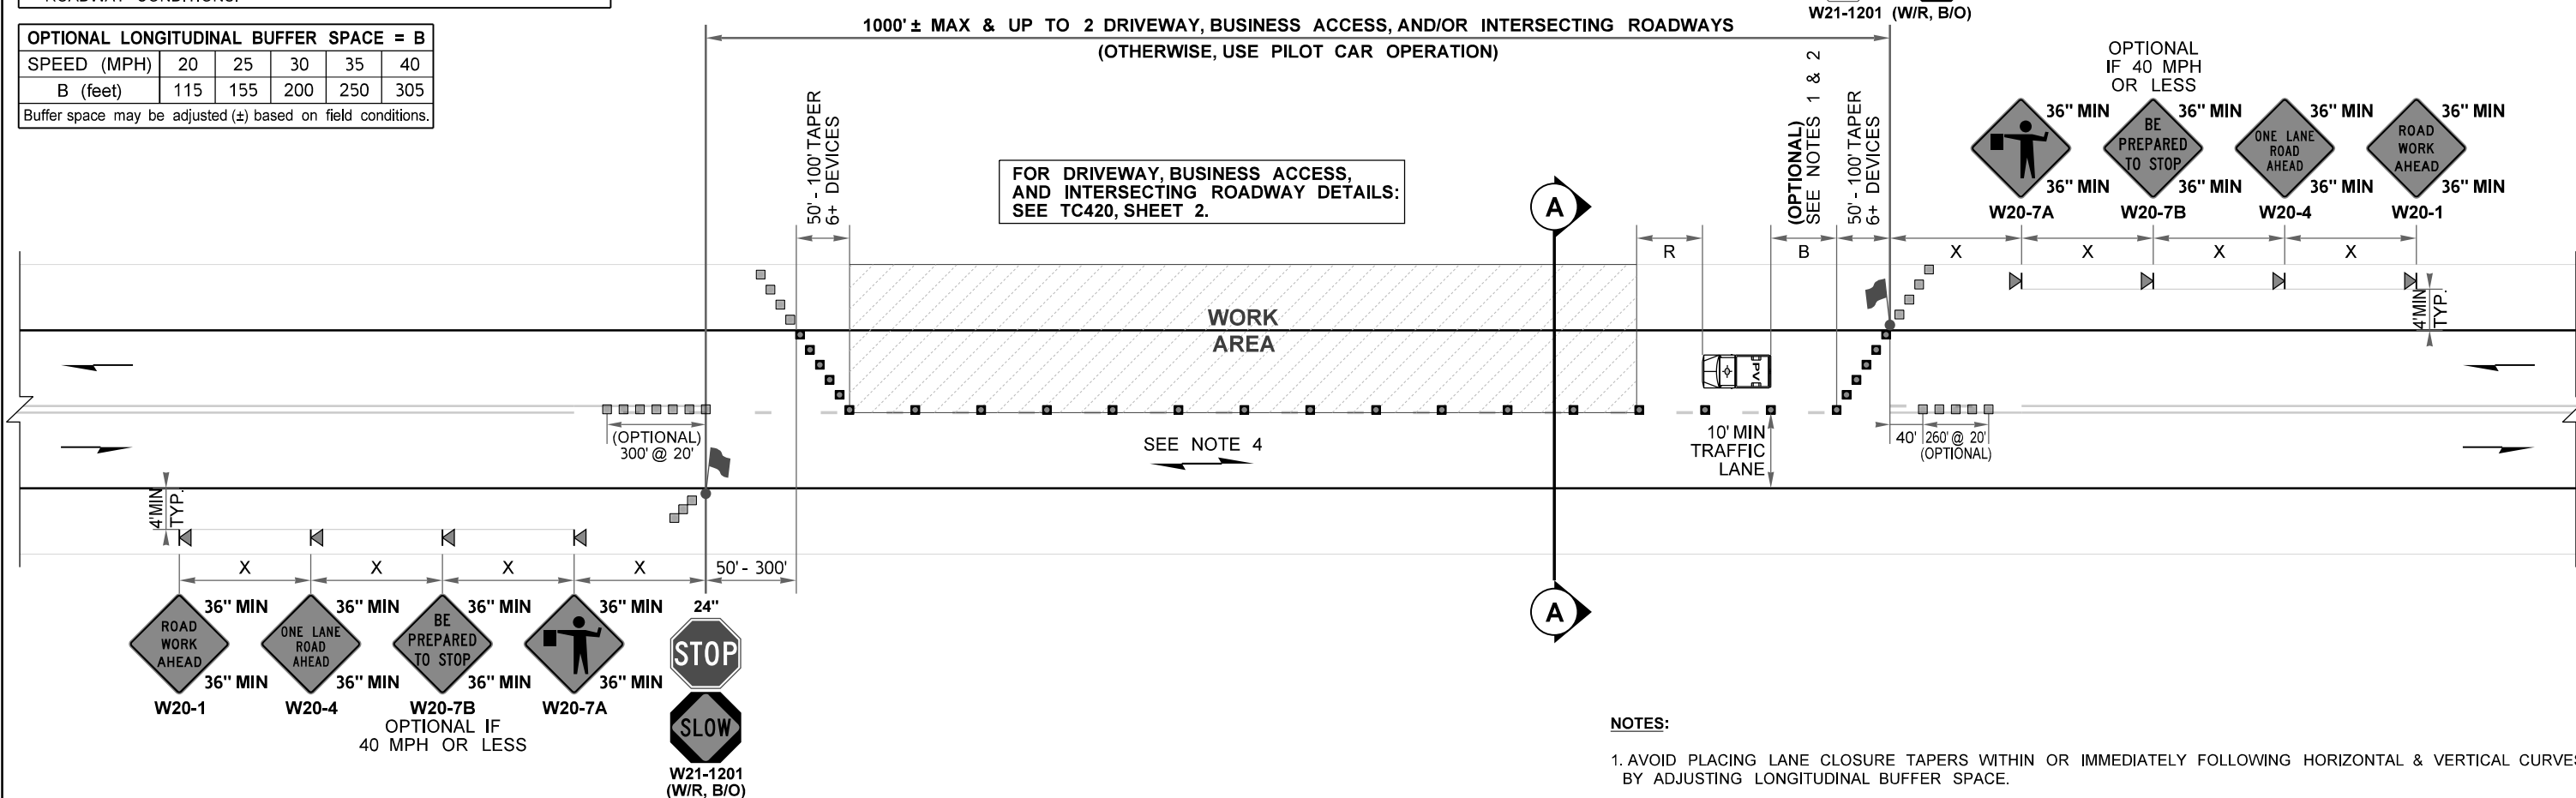 ROADWAY CONDITIONS.
OPTIONAL LONGITUDINAL BUFFER SPACE = B
SPEED (MPH) 20 25 30 35 40
B (feet) 115 155 200 250 305
Buffer space may be adjusted (±) based on field conditions.
1000' ± MAX & UP TO 2 DRIVEWAY, BUSINESS ACCESS, AND/OR INTERSECTING ROADWAYS
(OTHERWISE, USE PILOT CAR OPERATION)
W21-1201 (W/R, B/O)
50' - 100' TAPER
6+ DEVICES
FOR DRIVEWAY, BUSINESS ACCESS,
AND INTERSECTING ROADWAY DETAILS:
SEE TC420, SHEET 2.
A
(OPTIONAL)
SEE NOTES 1 & 2
50' - 100' TAPER
6+ DEVICES
OPTIONAL
IF 40 MPH
OR LESS
36" MIN
36" MIN
W20-7A
BE
PREPARED
TO STOP
36" MIN
36" MIN
W20-7B
ONE LANE
ROAD
AHEAD
36" MIN
36" MIN
W20-4
ROAD
WORK
AHEAD
36" MIN
36" MIN
W20-1
R
B
X
X
X
X
4'MIN
TYP.
WORK
AREA
PV
(OPTIONAL)
300' @ 20'
SEE NOTE 4
10' MIN
TRAFFIC
LANE
40'
260' @ 20'
(OPTIONAL)
4'MIN
TYP.
X
X
X
X
50' - 300'
ROAD
WORK
AHEAD
36" MIN
36" MIN
W20-1
ONE LANE
ROAD
AHEAD
36" MIN
36" MIN
W20-4
BE
PREPARED
TO STOP
36" MIN
36" MIN
W20-7B
OPTIONAL IF
40 MPH OR LESS
36" MIN
36" MIN
W20-7A
24"
STOP
SLOW
W21-1201
(W/R, B/O)
A
NOTES:
1. AVOID PLACING LANE CLOSURE TAPERS WITHIN OR IMMEDIATELY FOLLOWING HORIZONTAL & VERTICAL CURVES
BY ADJUSTING LONGITUDINAL BUFFER SPACE.